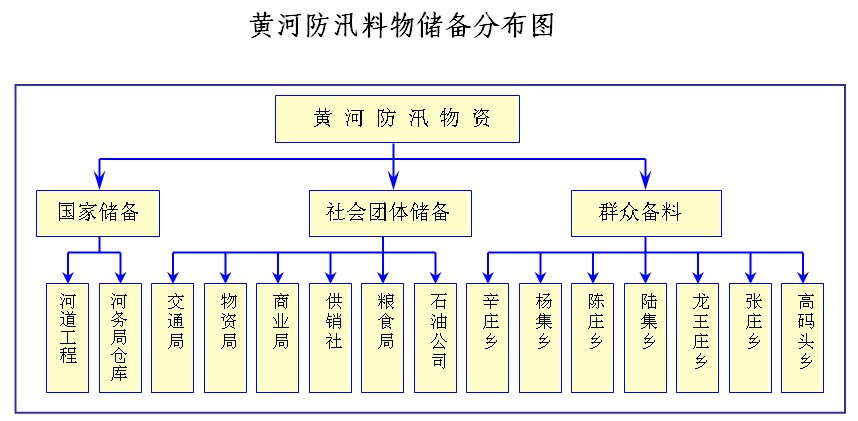 黄河防汛料物储备分布图
黄河防汛物资
国家储备
社会团体储备
群众备料
河道工程
河务局仓库
交通局
物资局
商业局
供销社
粮食局
石油公司
辛庄乡
杨集乡
陈庄乡
陆集乡
龙王庄乡
张庄乡
高码头乡